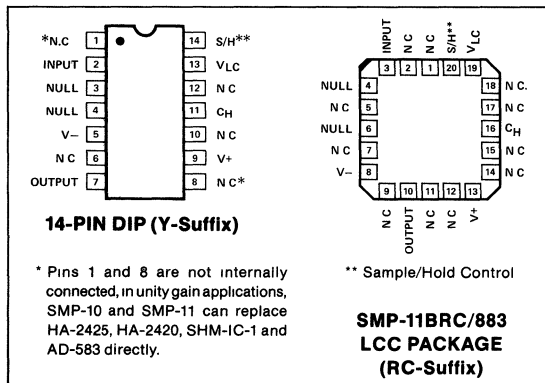 *N.C 1 14 S/H**
INPUT 2 13 VLC
NULL 3 12 N C
NULL 4 11 CH
V− 5 10 N C
N C 6 9 V+
OUTPUT 7 8 N C*
14-PIN DIP (Y-Suffix)
* Pins 1 and 8 are not internally
connected, in unity gain applications,
SMP-10 and SMP-11 can replace
HA-2425, HA-2420, SHM-IC-1 and
AD-583 directly.
INPUT N C N C S/H** VLC
3 2 1 20 19
NULL 4 18 N C.
N C 5 17 N C
NULL 6 16 CH
N C 7 15 N C
V− 8 14 N C
9 10 11 12 13
N C OUTPUT N C N C V+
** Sample/Hold Control
SMP-11BRC/883
LCC PACKAGE
(RC-Suffix)